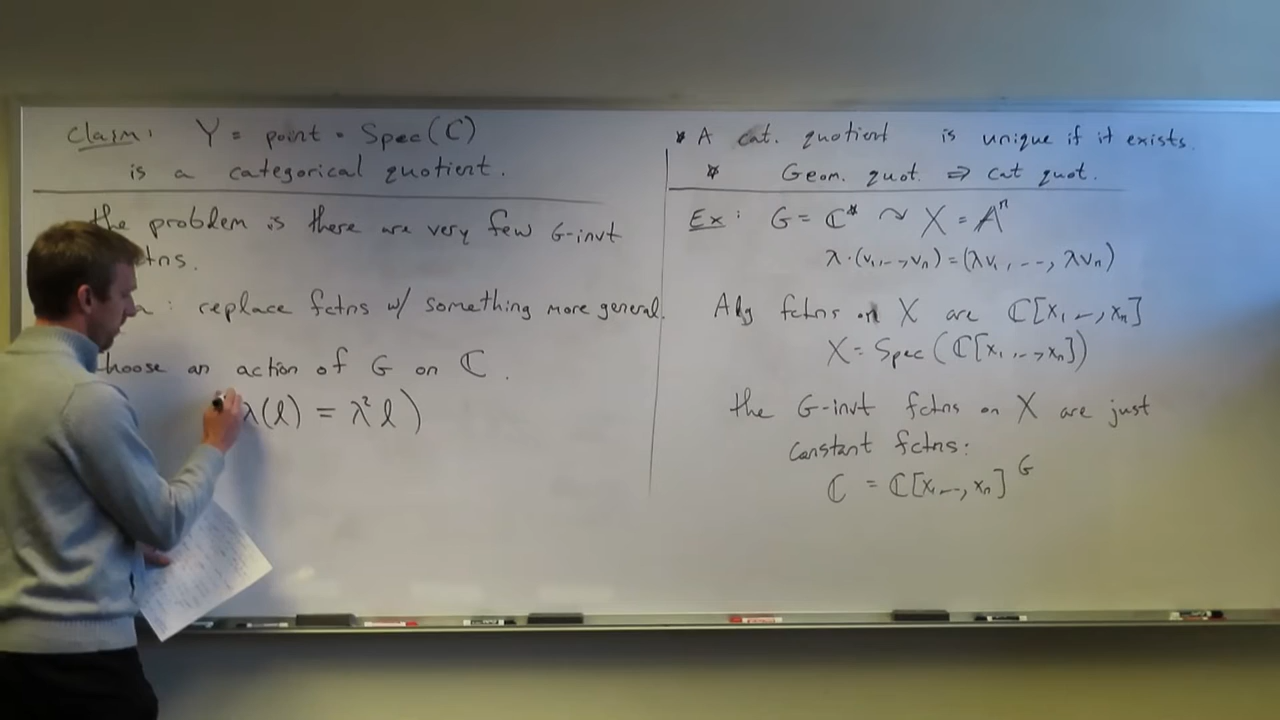 Claim: Y = point = Spec(ℂ)
is a categorical quotient.
the problem is there are very few G-invt
ctns.
: replace fctns w/ something more general.
hoose an action of G on ℂ.
λ(l) = λ²l)
* A cat. quotient is unique if it exists.
* Geom. quot. ⇒ cat quot.
Ex: G = ℂ* ↷ X = 𝔸ⁿ
λ·(v₁,--,vₙ) = (λv₁, ---, λvₙ)
Alg fctns on X are ℂ[x₁,--,xₙ]
X = Spec(ℂ[x₁,--,xₙ])
the G-invt fctns on X are just
constant fctns:
ℂ = ℂ[x₁,--,xₙ]ᴳ